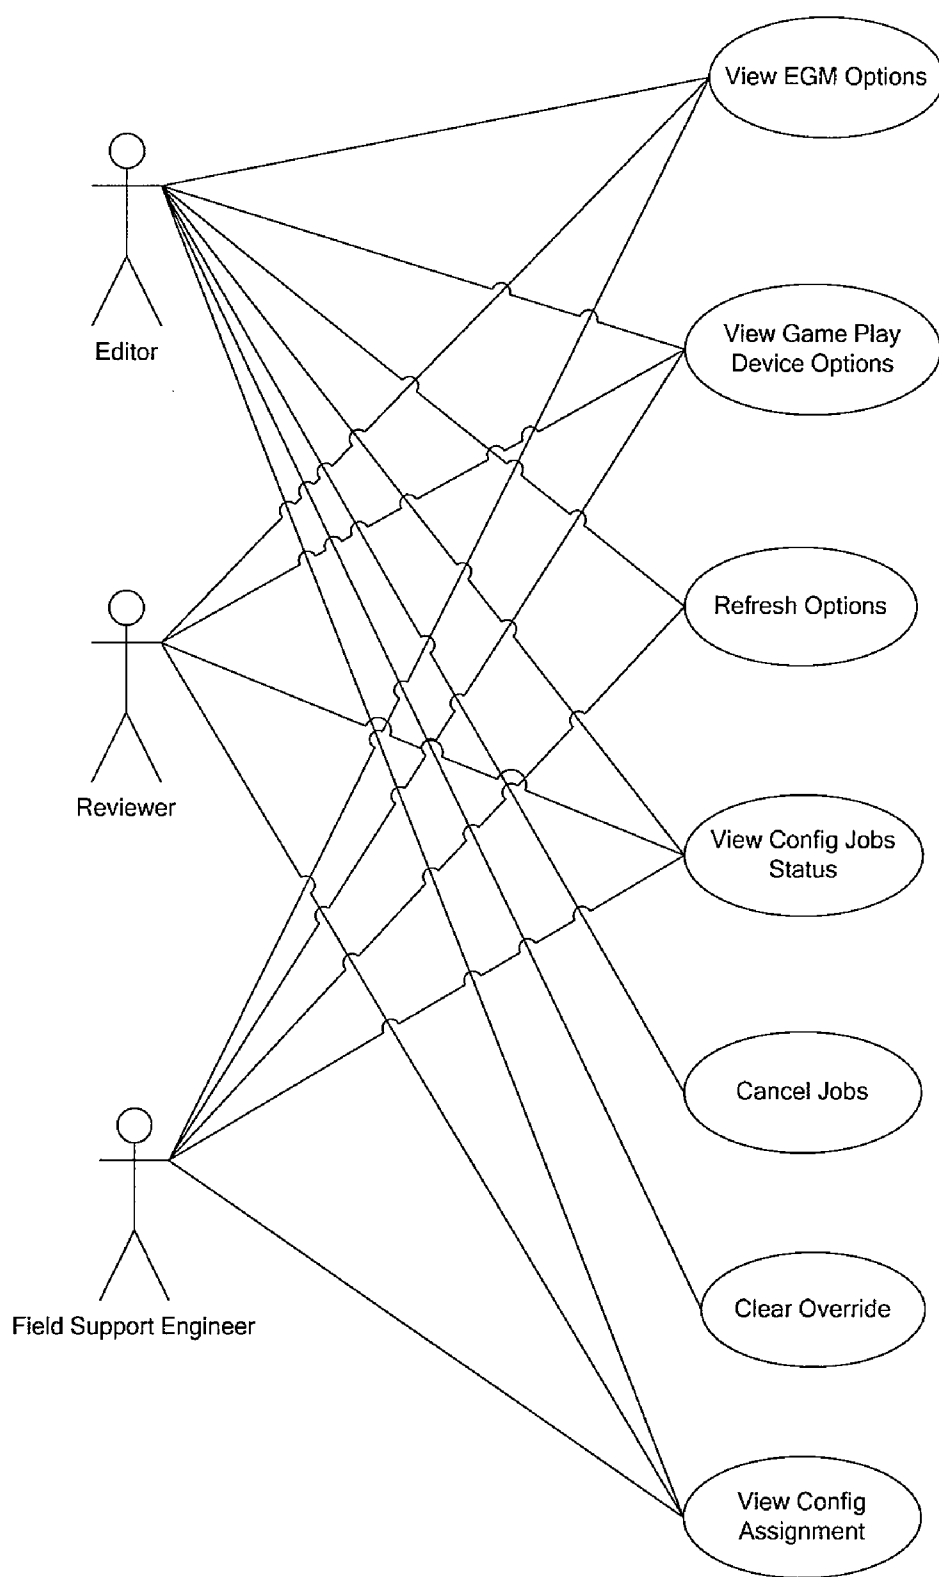 View EGM Options
Editor
View Game Play
Device Options
Refresh Options
Reviewer
View Config Jobs
Status
Cancel Jobs
Field Support Engineer
Clear Override
View Config
Assignment